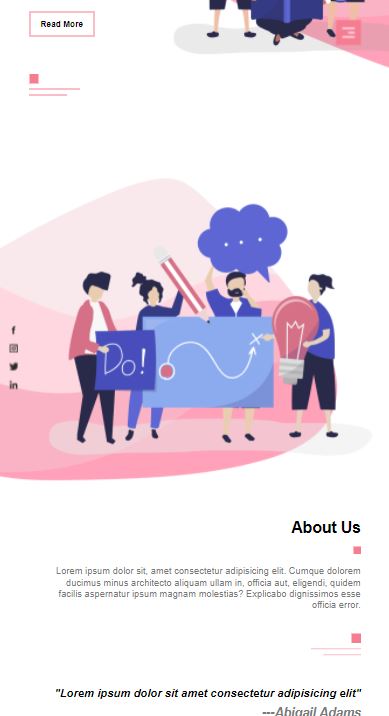 Read More
Do!
About Us
Lorem ipsum dolor sit, amet consectetur adipisicing elit. Cumque dolorem
ducimus minus architecto aliquam ullam in, officia aut, eligendi, quidem
facilis aspernatur ipsum magnam molestias? Explicabo dignissimos esse
officia error.
"Lorem ipsum dolor sit amet consectetur adipisicing elit"
---Abigail Adams